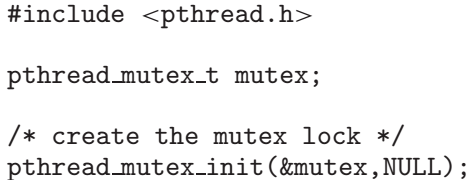 #include <pthread.h>
pthread_mutex_t mutex;
/* create the mutex lock */
pthread_mutex_init(&mutex,NULL);